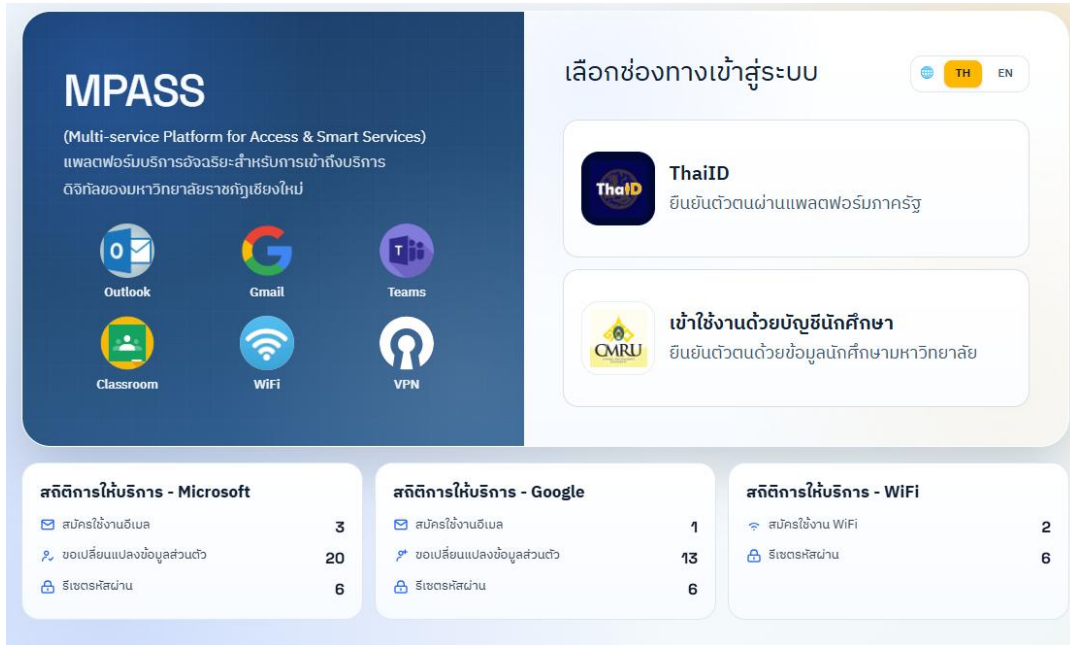 MPASS
(Multi-service Platform for Access & Smart Services)
แพลตฟอร์มบริการอัจฉริยะสำหรับการเข้าถึงบริการ
ดิจิทัลของมหาวิทยาลัยราชภัฏเชียงใหม่
Outlook
Gmail
Teams
Classroom
WiFi
VPN
เลือกช่องทางเข้าสู่ระบบ
TH
EN
ThaID
ThaiID
ยืนยันตัวตนผ่านแพลตฟอร์มภาครัฐ
CMRU
เข้าใช้งานด้วยบัญชีนักศึกษา
ยืนยันตัวตนด้วยข้อมูลนักศึกษามหาวิทยาลัย
สถิติการให้บริการ - Microsoft
สมัครใช้งานอีเมล 3
ขอเปลี่ยนแปลงข้อมูลส่วนตัว 20
รีเซตรหัสผ่าน 6
สถิติการให้บริการ - Google
สมัครใช้งานอีเมล 1
ขอเปลี่ยนแปลงข้อมูลส่วนตัว 13
รีเซตรหัสผ่าน 6
สถิติการให้บริการ - WiFi
สมัครใช้งาน WiFi 2
รีเซตรหัสผ่าน 6